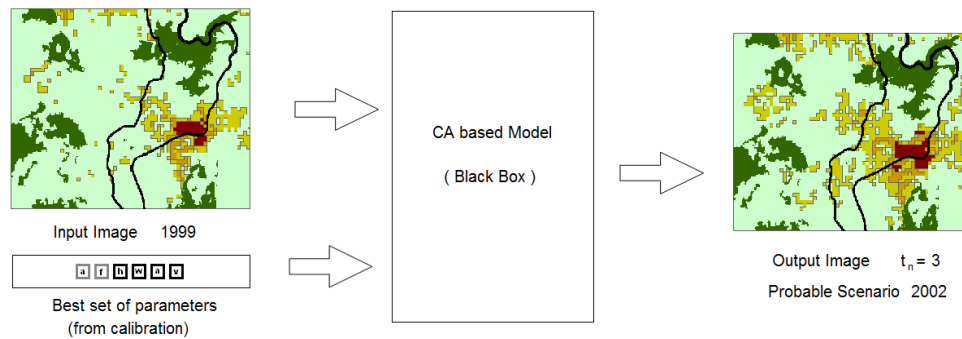 CA based Model
( Black Box )
Input Image 1999
a f h w a v
Best set of parameters
(from calibration)
Output Image t_n = 3
Probable Scenario 2002